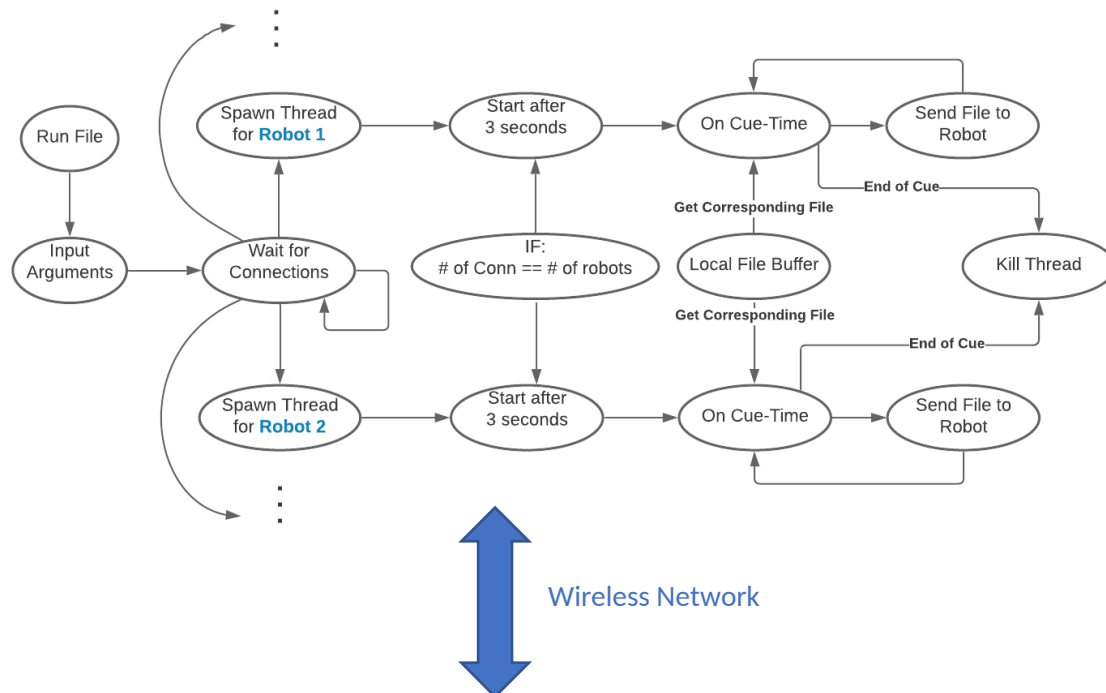 Run File
Input
Arguments
Wait for
Connections
Spawn Thread
for Robot 1
Start after
3 seconds
On Cue-Time
Send File to
Robot
End of Cue
Get Corresponding File
IF:
# of Conn == # of robots
Local File Buffer
Kill Thread
Get Corresponding File
End of Cue
Spawn Thread
for Robot 2
Start after
3 seconds
On Cue-Time
Send File to
Robot
Wireless Network